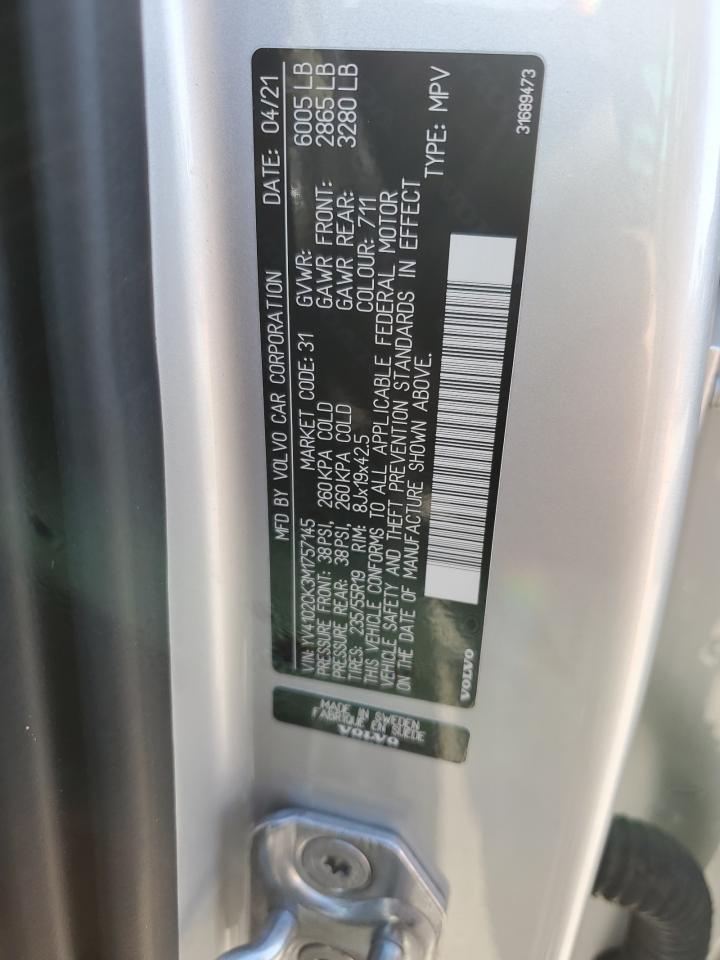 MFD BY VOLVO CAR CORPORATION DATE: 04/21
VIN: YV4102CK3M1757145 MARKET CODE: 31 GVWR: 6005 LB
PRESSURE FRONT: 38PSI, 260KPA COLD GAWR FRONT: 2865 LB
PRESSURE REAR: 38PSI, 260KPA COLD GAWR REAR: 3280 LB
TIRES: 235/55R19 RIM: 8Jx19x42.5 COLOUR: 711
THIS VEHICLE CONFORMS TO ALL APPLICABLE FEDERAL MOTOR
VEHICLE SAFETY AND THEFT PREVENTION STANDARDS IN EFFECT
ON THE DATE OF MANUFACTURE SHOWN ABOVE. TYPE: MPV
VOLVO 31689473
MADE IN SWEDEN
FABRIQUÉ EN SUÈDE
VOLVO